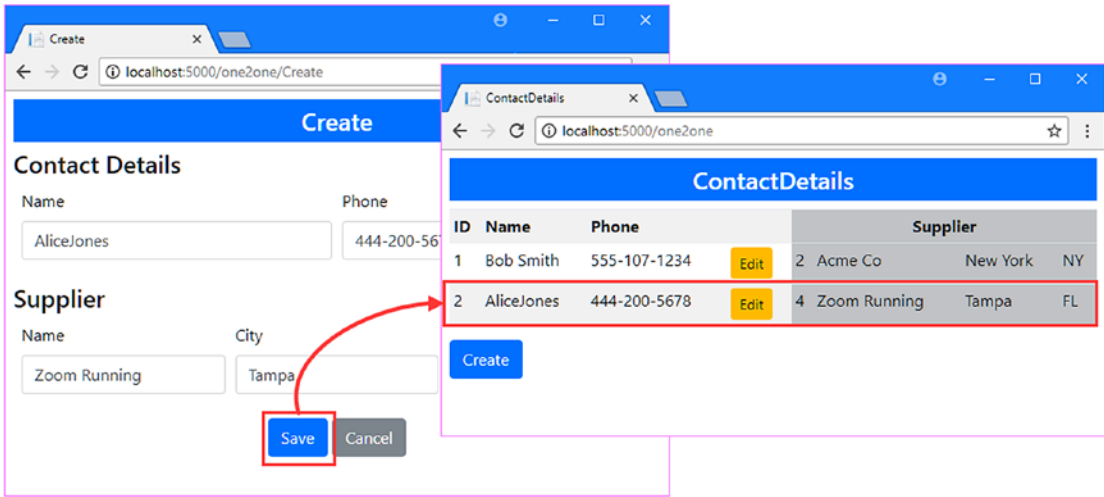 Create
localhost:5000/one2one/Create
Create
Contact Details
Name Phone
AliceJones 444-200-567
Supplier
Name City
Zoom Running Tampa
Save Cancel
ContactDetails
localhost:5000/one2one
ContactDetails
ID Name Phone Supplier
1 Bob Smith 555-107-1234 Edit 2 Acme Co New York NY
2 AliceJones 444-200-5678 Edit 4 Zoom Running Tampa FL
Create